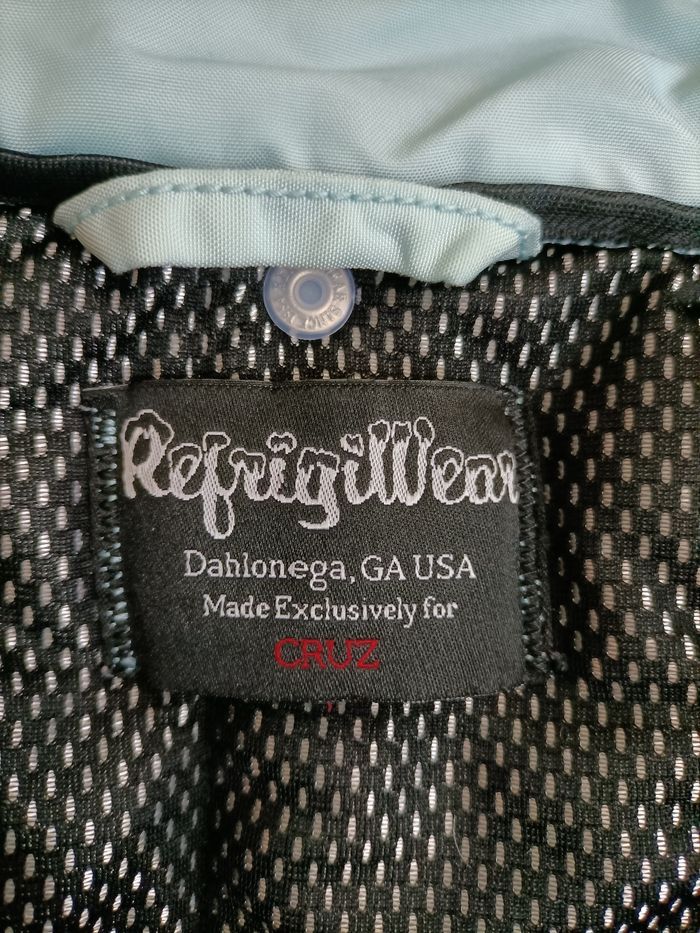 RefrigiWear
Dahlonega, GA USA
Made Exclusively for
CRUZ